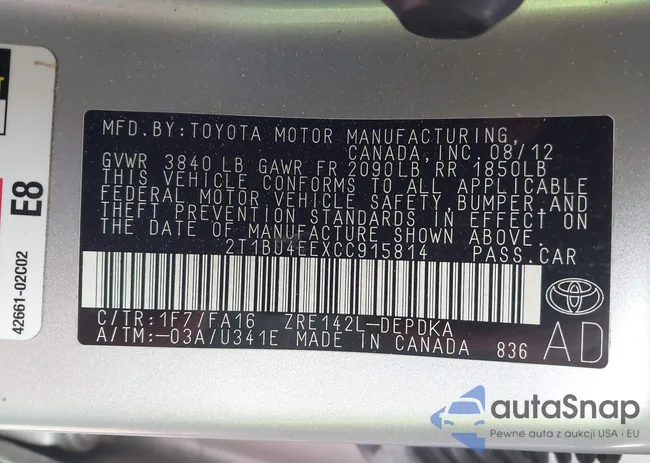 MFD.BY:TOYOTA MOTOR MANUFACTURING,
CANADA, INC. 08/12
GVWR 3840 LB GAWR FR 2090LB RR 1850LB
THIS VEHICLE CONFORMS TO ALL APPLICABLE
FEDERAL MOTOR VEHICLE SAFETY, BUMPER, AND
THEFT PREVENTION STANDARDS IN EFFECT ON
THE DATE OF MANUFACTURE SHOWN ABOVE.
2T1BU4EEXCC915814 PASS.CAR
C/TR:1F7/FA16 ZRE142L-DEPDKA
A/TM:-03A/U341E MADE IN CANADA 836
AD
E8
42661-02C02
autoSnap
Pewne auta z aukcji USA i EU